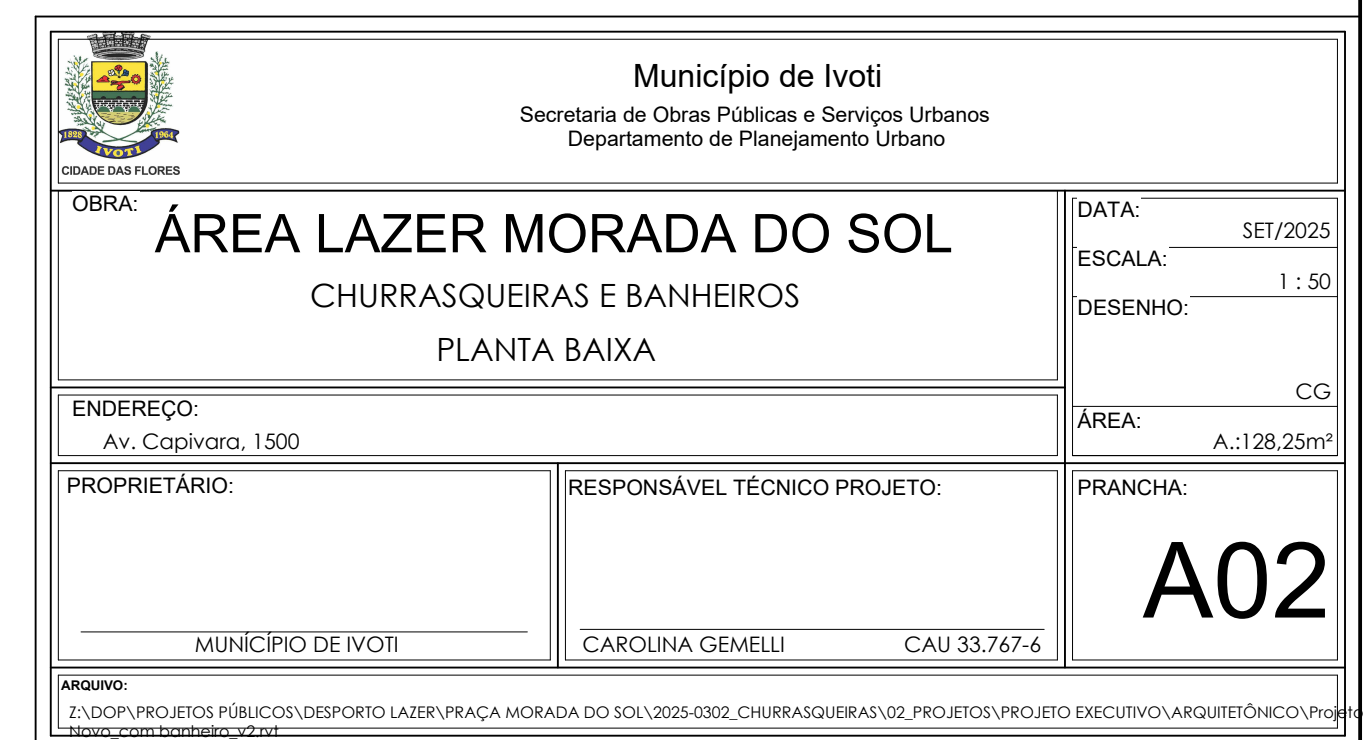 1828
IVOTI
1964
CIDADE DAS FLORES
Município de Ivoti
Secretaria de Obras Públicas e Serviços Urbanos
Departamento de Planejamento Urbano
OBRA:
ÁREA LAZER MORADA DO SOL
CHURRASQUEIRAS E BANHEIROS
PLANTA BAIXA
DATA:
SET/2025
ESCALA:
1 : 50
DESENHO:
CG
ÁREA:
A.:128,25m²
ENDEREÇO:
Av. Capivara, 1500
PROPRIETÁRIO:
MUNÍCÍPIO DE IVOTI
RESPONSÁVEL TÉCNICO PROJETO:
CAROLINA GEMELLI CAU 33.767-6
PRANCHA:
A02
ARQUIVO:
Z:\DOP\PROJETOS PÚBLICOS\DESPORTO LAZER\PRAÇA MORADA DO SOL\2025-0302_CHURRASQUEIRAS\02_PROJETOS\PROJETO EXECUTIVO\ARQUITETÔNICO\Projeto
Novo_com banheiro_v2.rvt